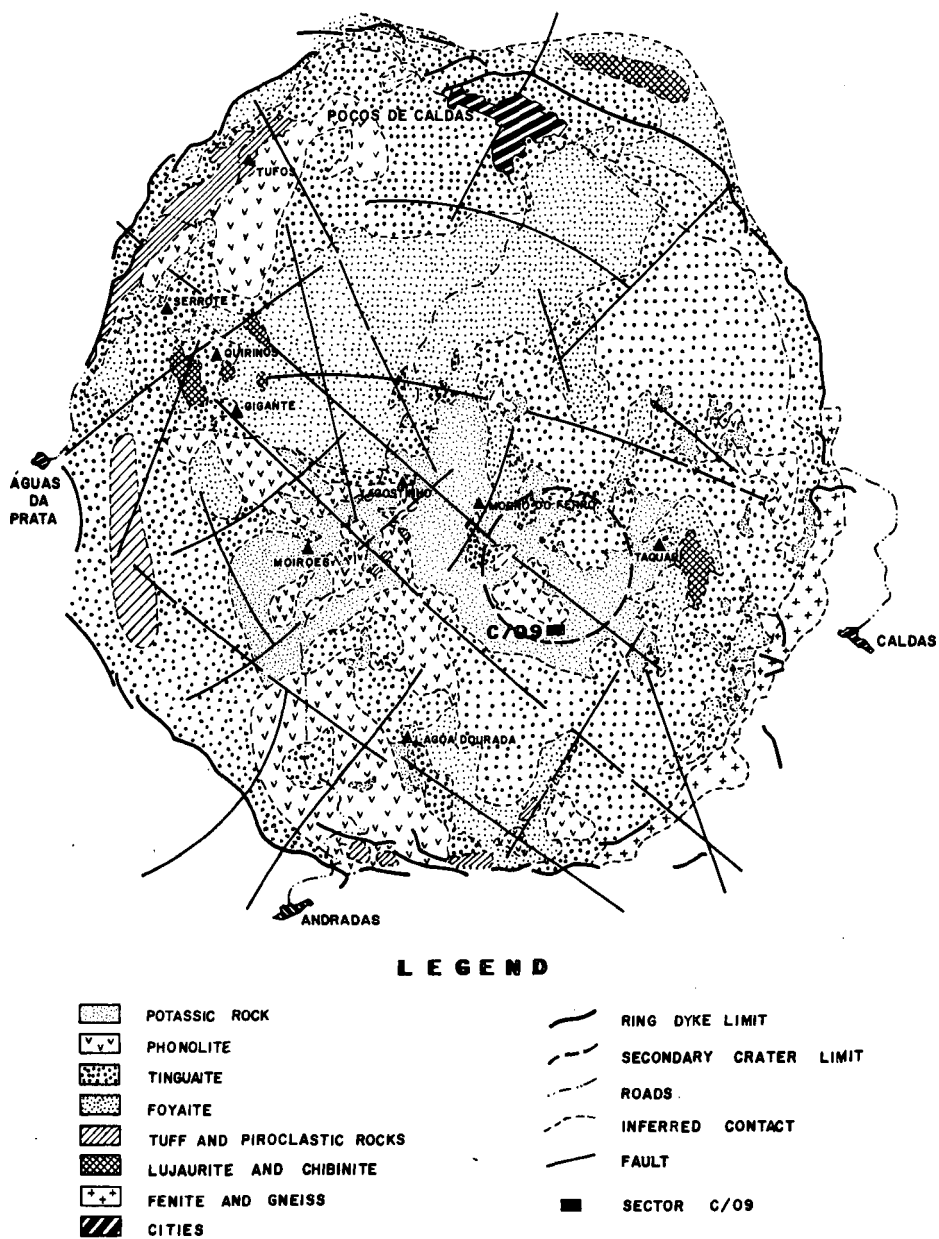 POÇOS DE CALDAS
TUFOS
SERROTE
QUIRINOS
GIGANTE
ÁGUAS
DA
PRATA
MORRO DO FERRO
TAQUARI
MOIRÕES
C/09
CALDAS
LAGOA DOURADA
ANDRADAS
LEGEND
POTASSIC ROCK
PHONOLITE
TINGUAITE
FOYAITE
TUFF AND PIROCLASTIC ROCKS
LUJAURITE AND CHIBINITE
FENITE AND GNEISS
CITIES
RING DYKE LIMIT
SECONDARY CRATER LIMIT
ROADS
INFERRED CONTACT
FAULT
SECTOR C/09